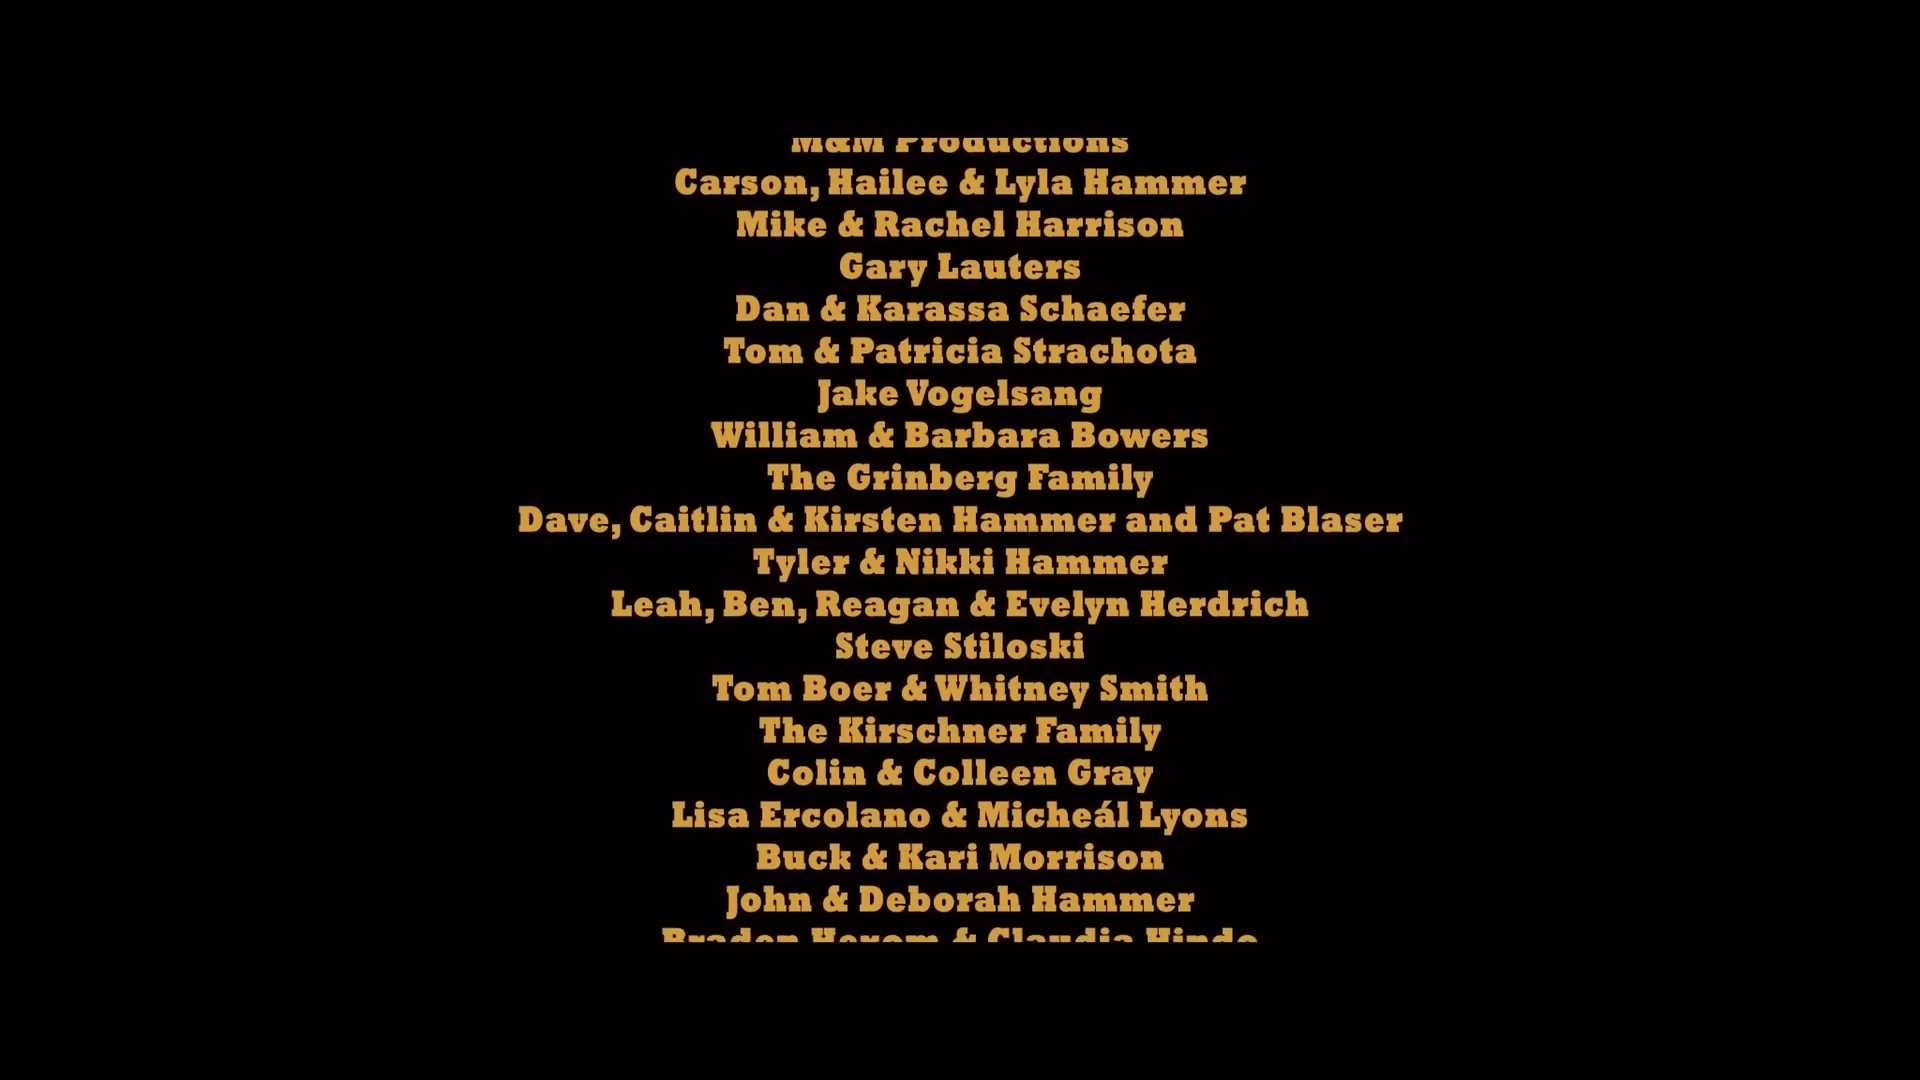 M&M Productions
Carson, Hailee & Lyla Hammer
Mike & Rachel Harrison
Gary Lauters
Dan & Karassa Schaefer
Tom & Patricia Strachota
Jake Vogelsang
William & Barbara Bowers
The Grinberg Family
Dave, Caitlin & Kirsten Hammer and Pat Blaser
Tyler & Nikki Hammer
Leah, Ben, Reagan & Evelyn Herdrich
Steve Stiloski
Tom Boer & Whitney Smith
The Kirschner Family
Colin & Colleen Gray
Lisa Ercolano & Micheál Lyons
Buck & Kari Morrison
John & Deborah Hammer
& Claudia